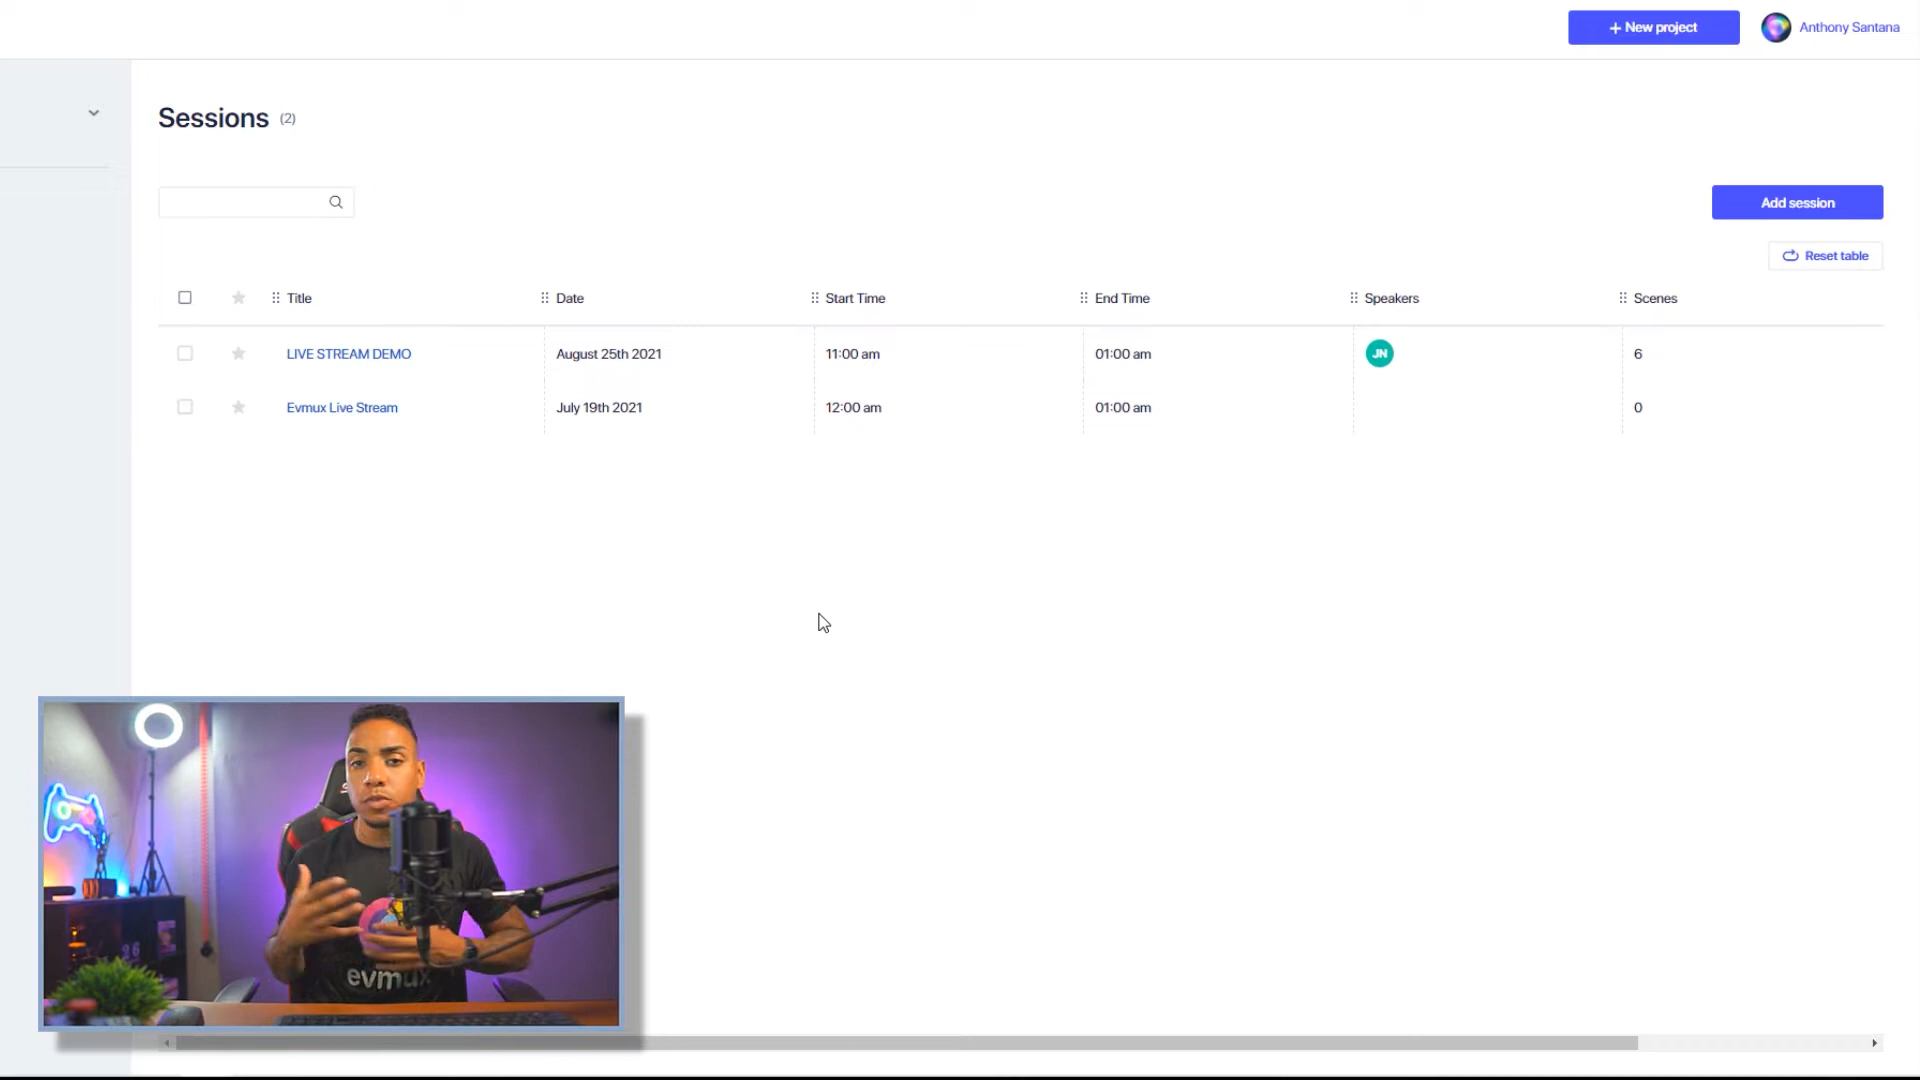 + New project
Anthony Santana
Sessions (2)
Add session
Reset table
Title Date Start Time End Time Speakers Scenes
LIVE STREAM DEMO August 25th 2021 11:00 am 01:00 am JN 6
Evmux Live Stream July 19th 2021 12:00 am 01:00 am 0
evmux